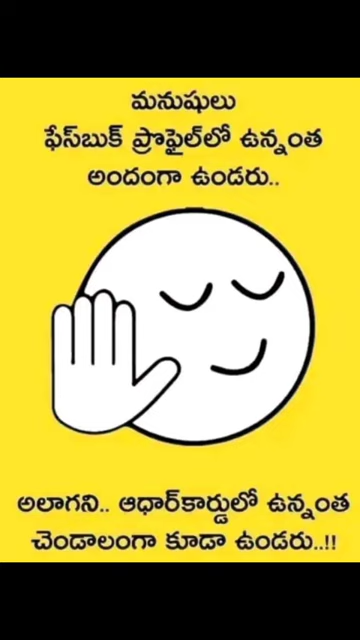 మనుషులు
ఫేస్‌బుక్ ప్రొఫైల్‌లో ఉన్నంత
అందంగా ఉండరు..
అలాగని.. ఆధార్‌కార్డులో ఉన్నంత
చెండాలంగా కూడా ఉండరు..!!